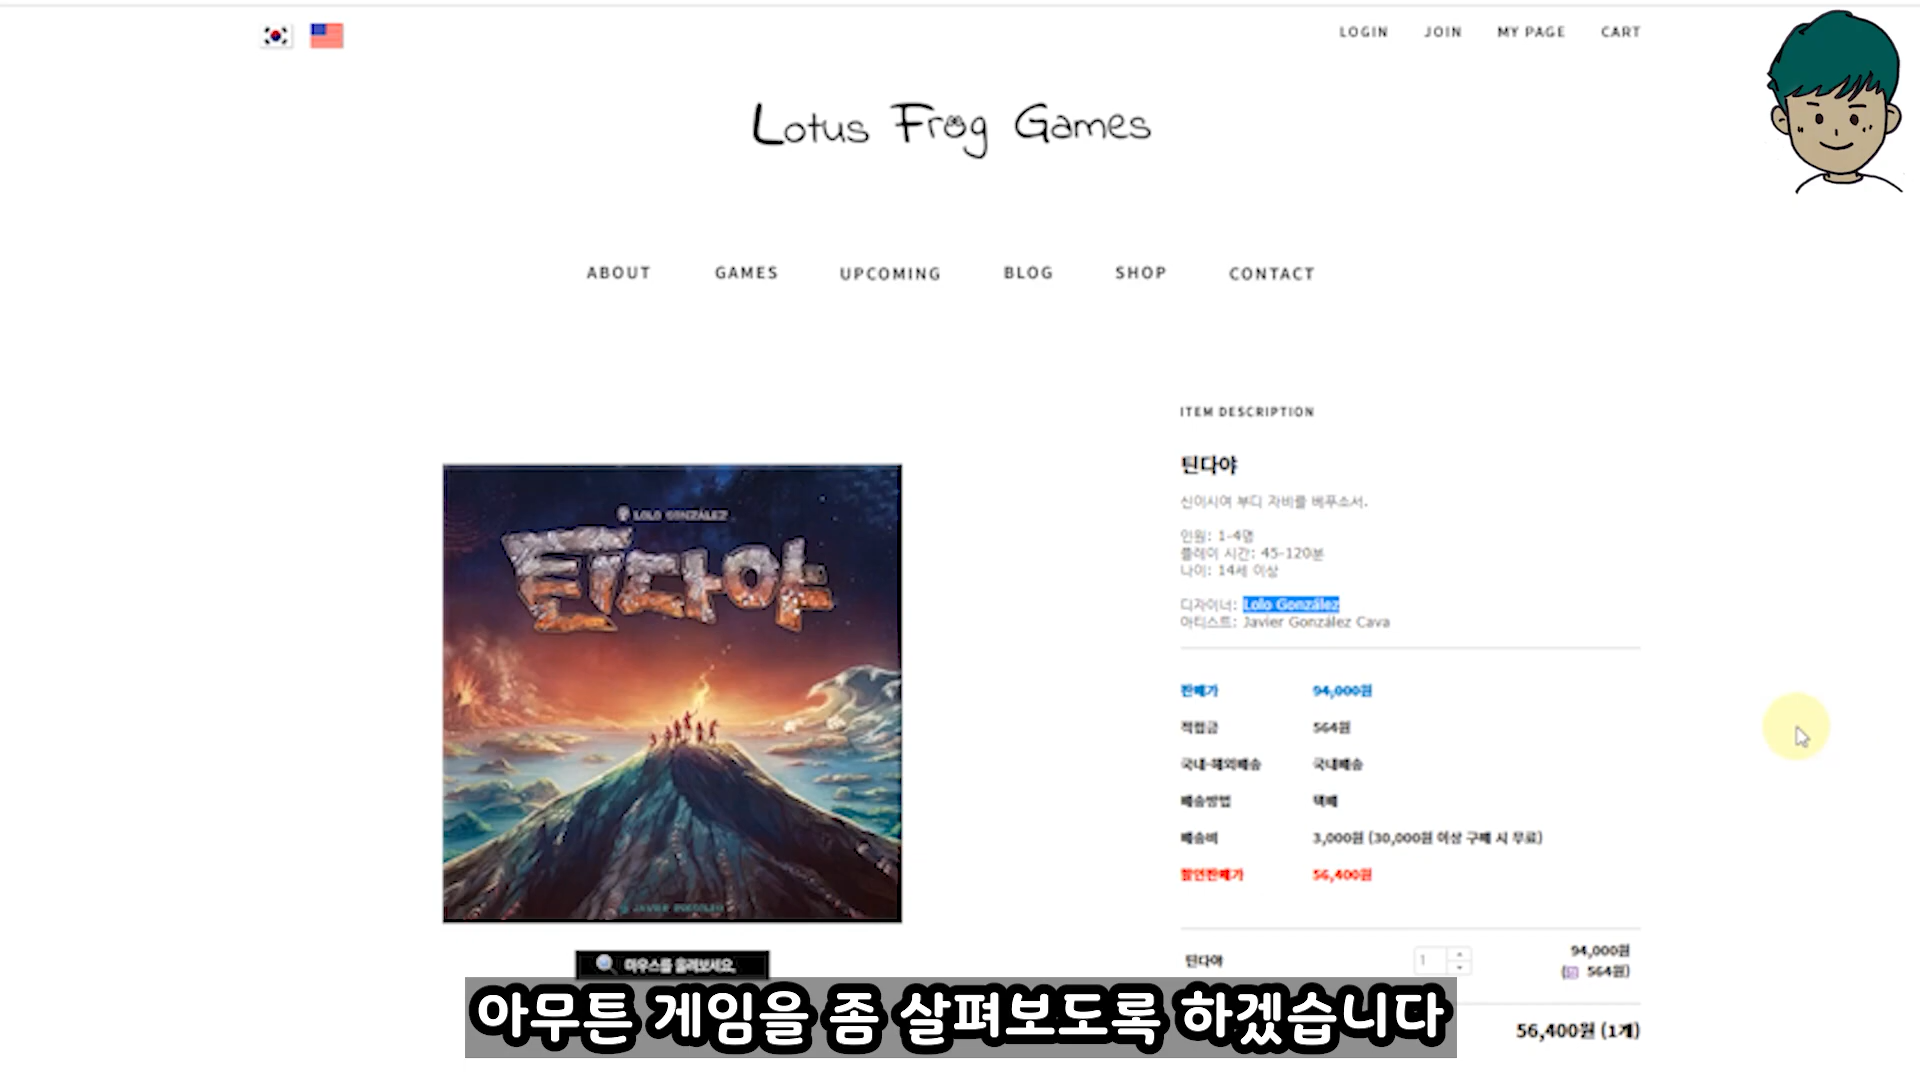 LOGIN JOIN MY PAGE CART
Lotus Frog Games
ABOUT GAMES UPCOMING BLOG SHOP CONTACT
ITEM DESCRIPTION
틴다야
신이시여 부디 자비를 베푸소서.
인원: 1-4명
플레이 시간: 45-120분
나이: 14세 이상
디자이너: Lolo González
아티스트: Javier González Cava
판매가 94,000원
적립금 564원
국내·해외배송 국내배송
배송방법 택배
배송비 3,000원 (30,000원 이상 구매 시 무료)
할인판매가 56,400원
틴다야 1 94,000원
( 564원)
56,400원 (1개)
LOLO GONZÁLEZ
틴다야
마우스를 올려보세요.
아무튼 게임을 좀 살펴보도록 하겠습니다